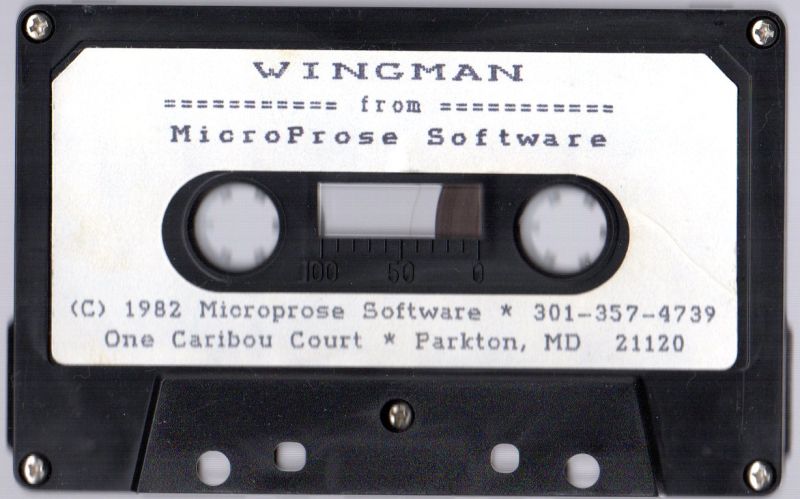 WINGMAN
=========== from ===========
MicroProse Software
100 50 0
(C) 1982 Microprose Software * 301-357-4739
One Caribou Court * Parkton, MD 21120